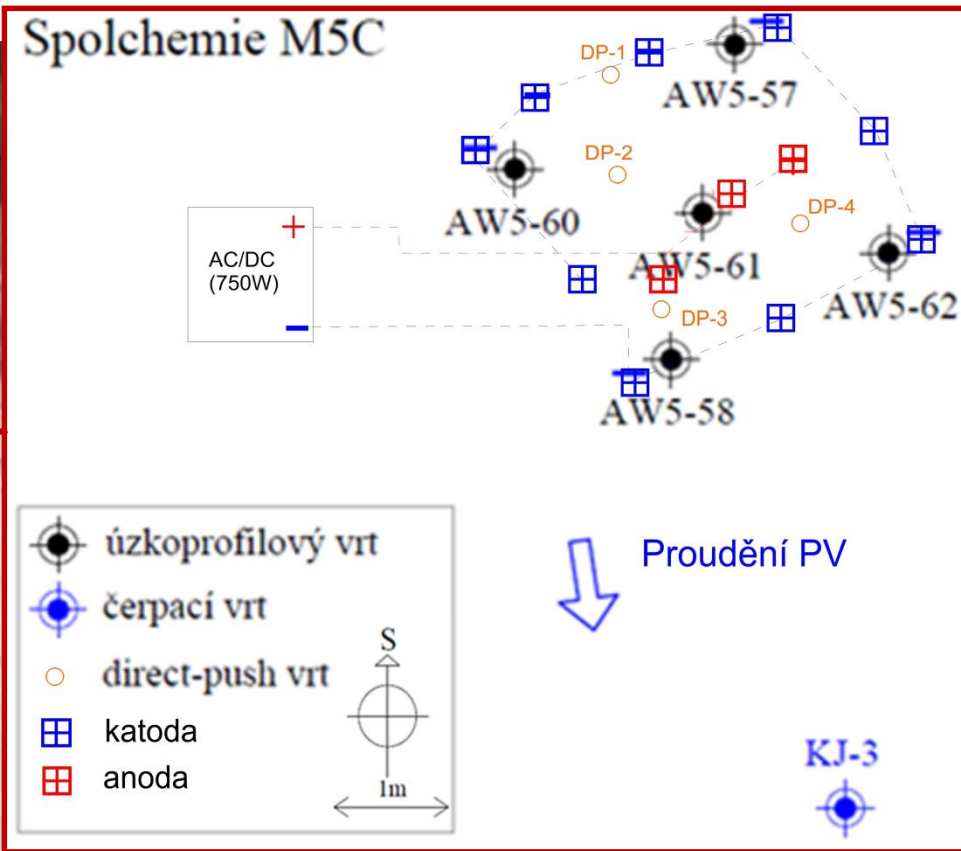 Spolchemie M5C
DP-1
AW5-57
DP-2
AW5-60
DP-4
AW5-61
AC/DC
(750W)
+
−
AW5-62
DP-3
AW5-58
Proudění PV
úzkoprofilový vrt
čerpací vrt
direct-push vrt
katoda
anoda
S
1m
KJ-3